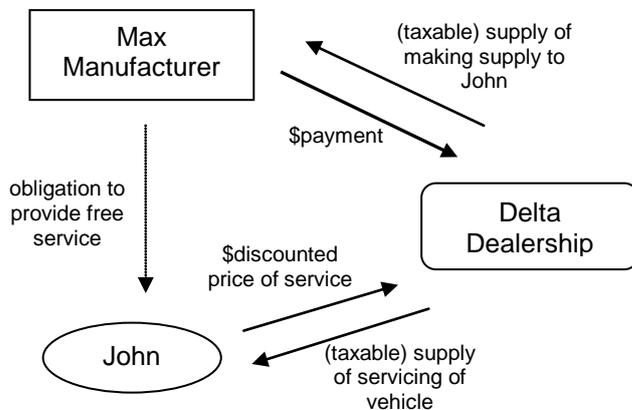 Max
Manufacturer
(taxable) supply of
making supply to
John
$payment
obligation to
provide free
service
Delta
Dealership
$discounted
price of service
John
(taxable) supply
of servicing of
vehicle